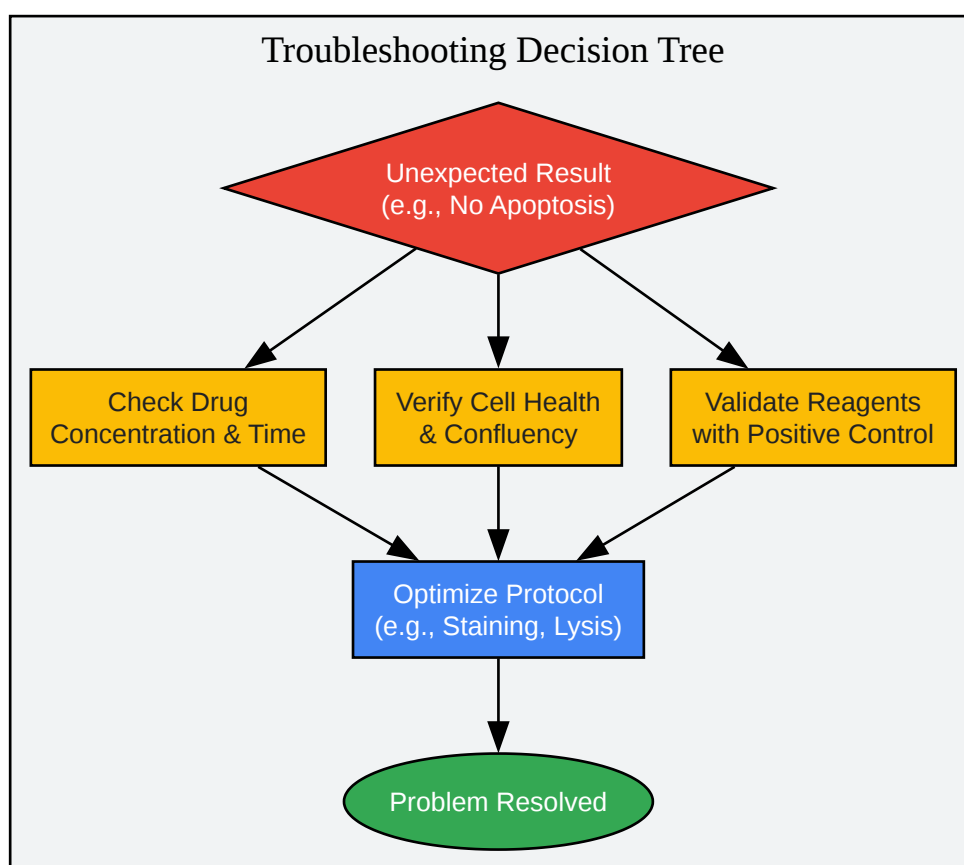 Troubleshooting Decision Tree
Unexpected Result
(e.g., No Apoptosis)
Check Drug
Concentration & Time
Verify Cell Health
& Confluency
Validate Reagents
with Positive Control
Optimize Protocol
(e.g., Staining, Lysis)
Problem Resolved